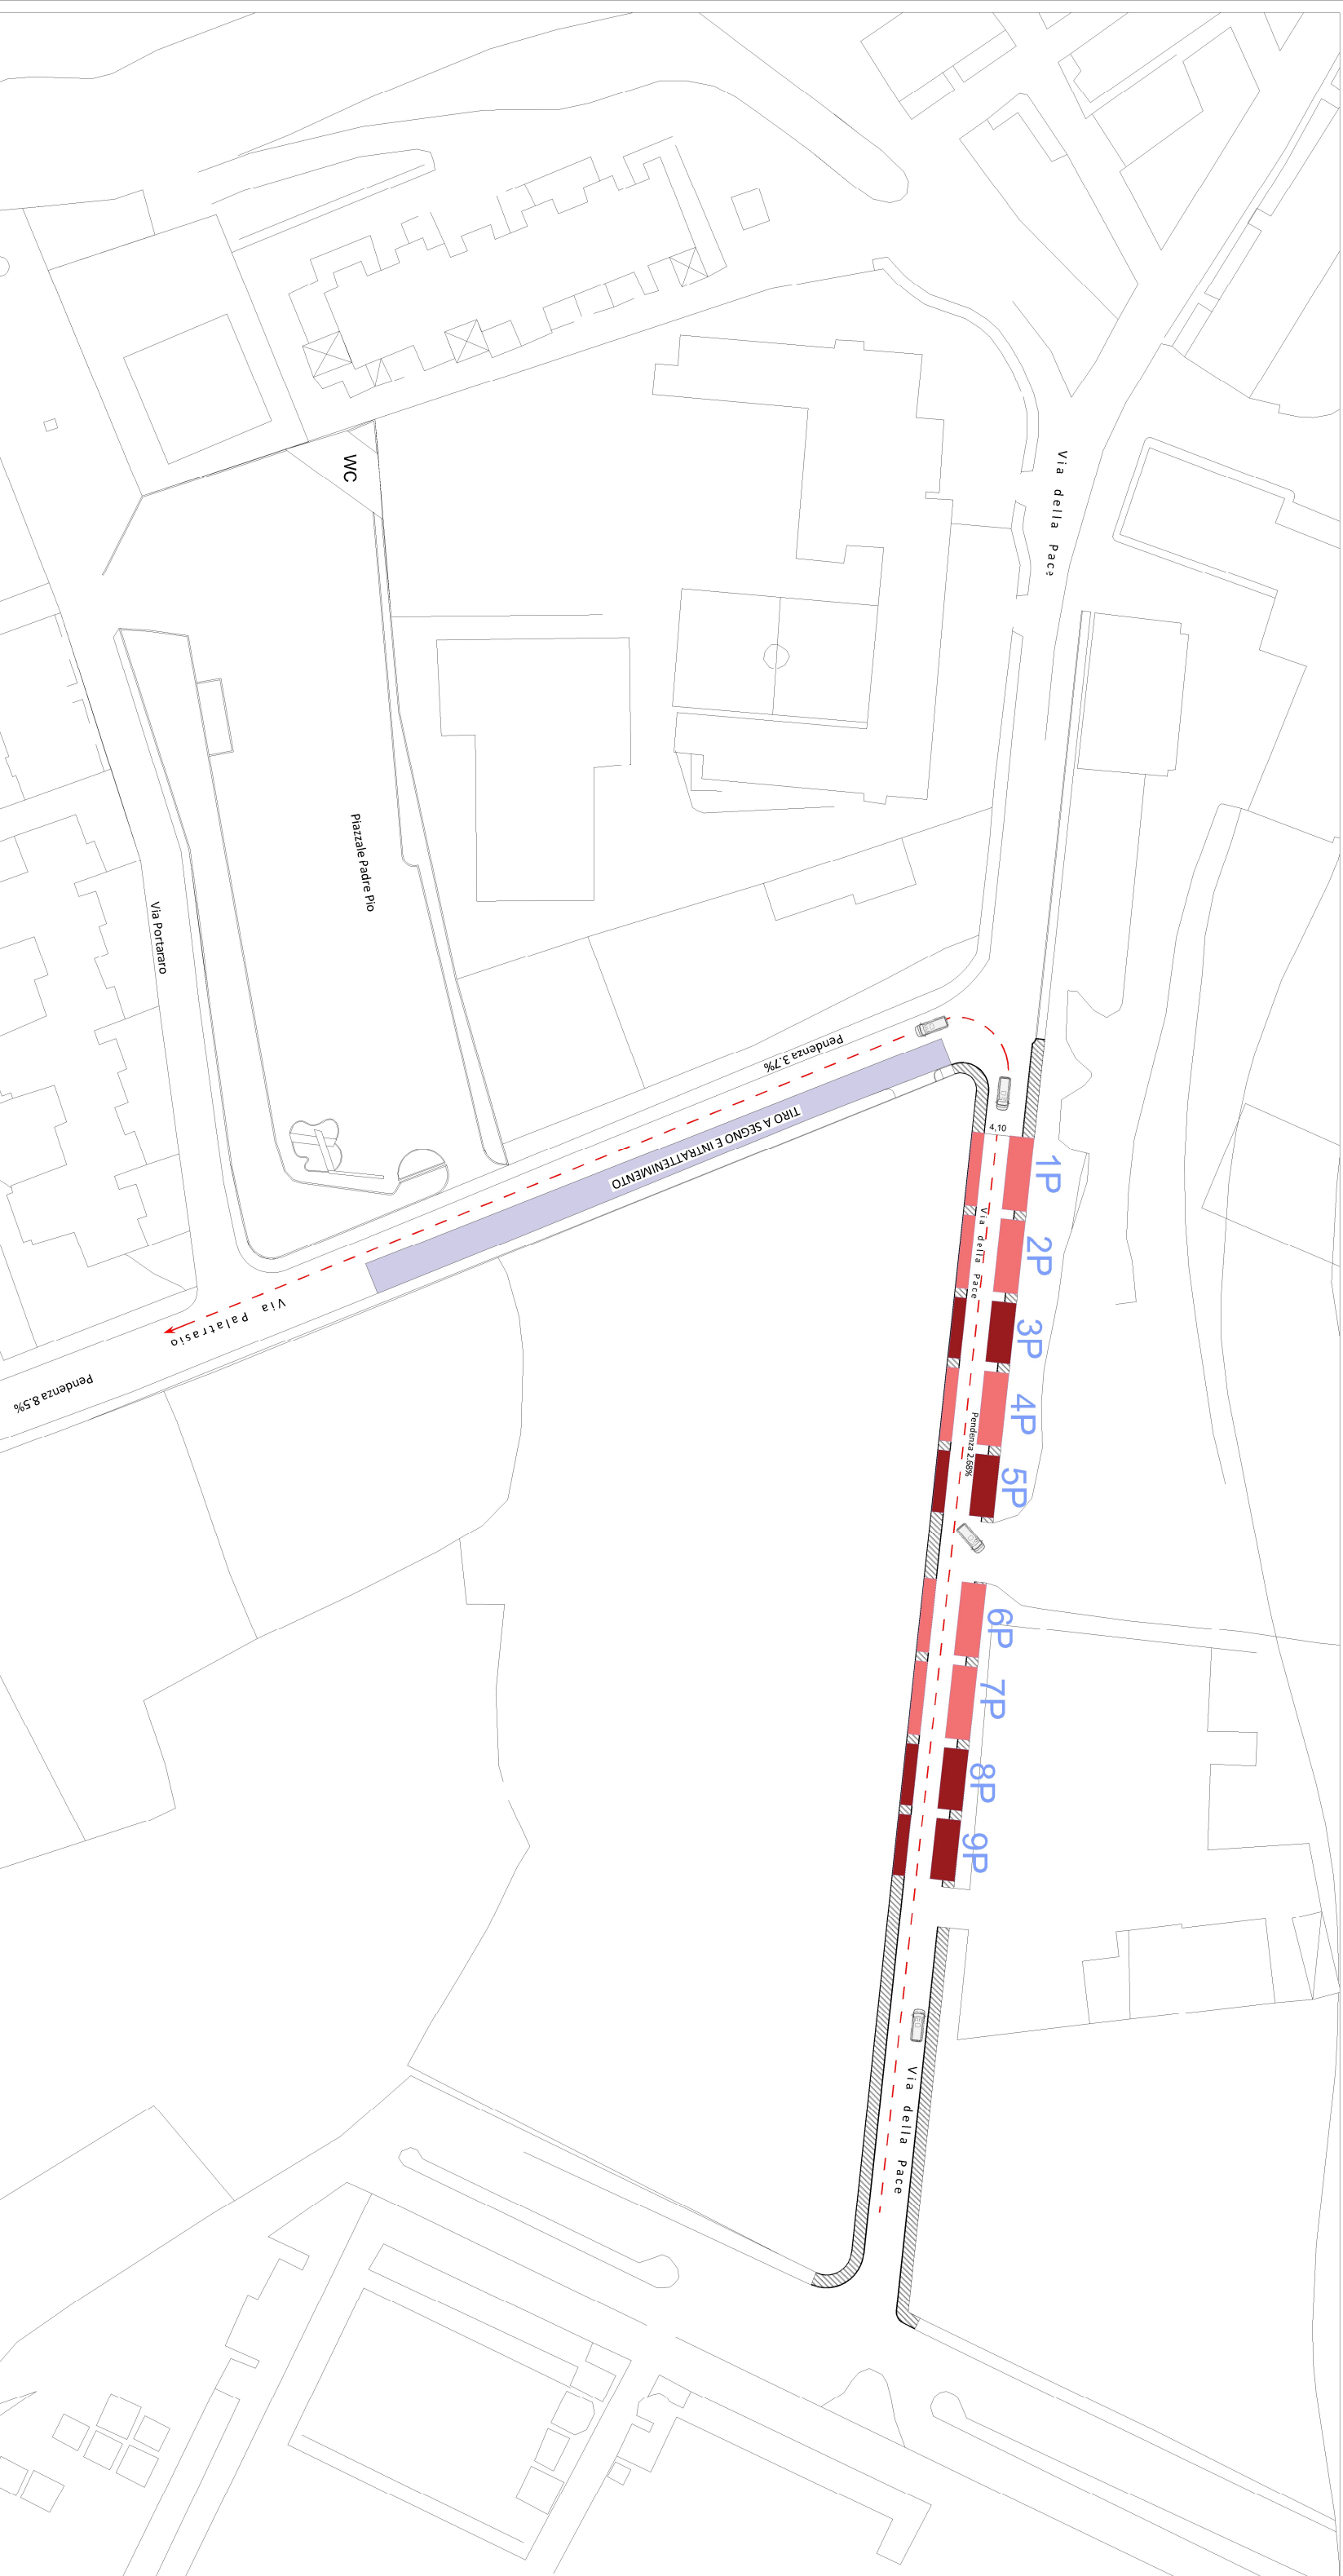 WC
Via della Pace
Piazzale Padre Pio
Via Portararo
Pendenza 3.7%
TIRO A SEGNO E INTRATTENIMENTO
4,10
1P
Via della Pace
2P
3P
Via Palatrasio
Pendenza 8.5%
4P
Pendenza 2.68%
5P
6P
7P
8P
9P
Via della Pace